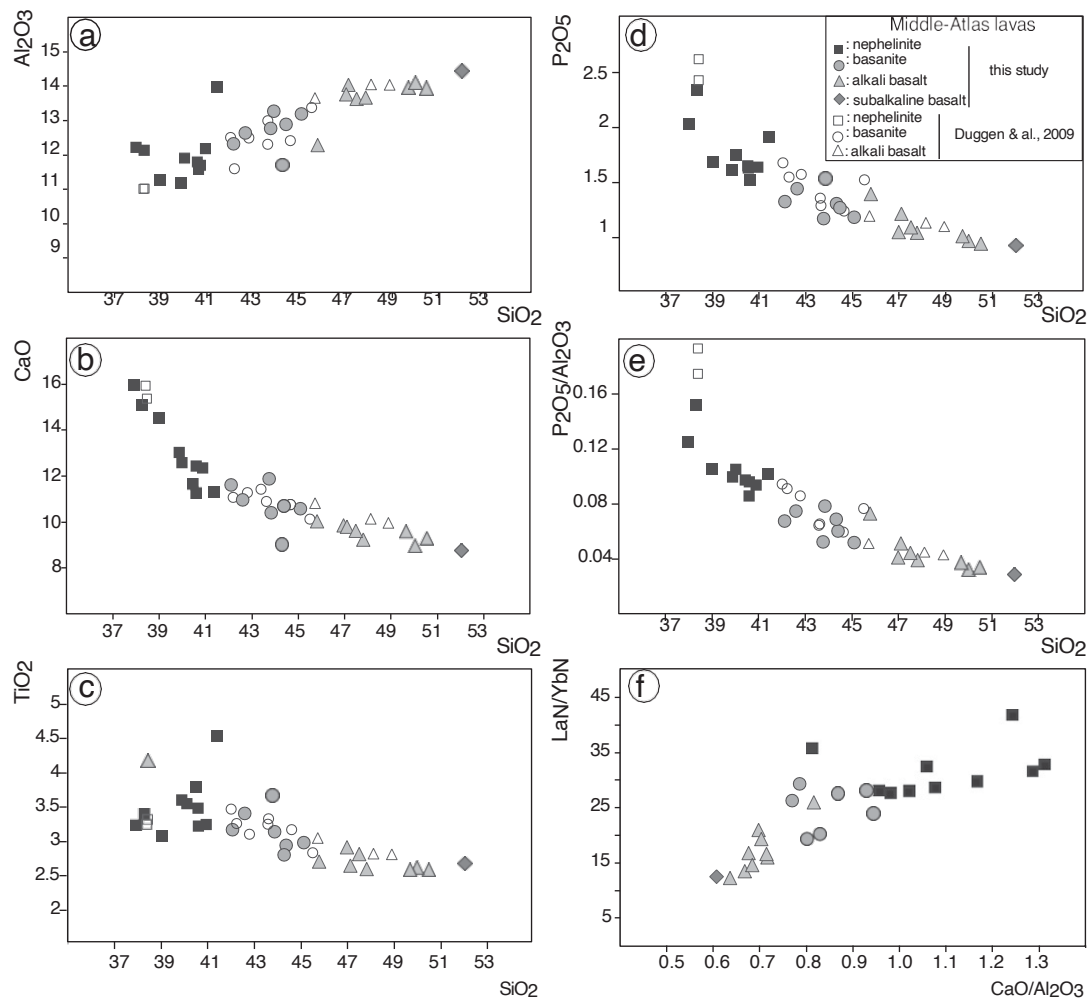 a
Al2O3
15
14
13
12
11
10
9
37 39 41 43 45 47 49 51 53
SiO2
b
CaO
16
14
12
10
8
37 39 41 43 45 47 49 51 53
SiO2
c
TiO2
5
4.5
4
3.5
3
2.5
2
37 39 41 43 45 47 49 51 53
SiO2
d
P2O5
2.5
2
1.5
1
37 39 41 43 45 47 49 51 53
SiO2
Middle-Atlas lavas
: nephelinite
: basanite
: alkali basalt
: subalkaline basalt
this study
: nephelinite
: basanite
: alkali basalt
Duggen & al., 2009
e
P2O5/Al2O3
0.16
0.12
0.08
0.04
37 39 41 43 45 47 49 51 53
SiO2
f
LaN/YbN
45
35
25
15
5
0.5 0.6 0.7 0.8 0.9 1.0 1.1 1.2 1.3
CaO/Al2O3